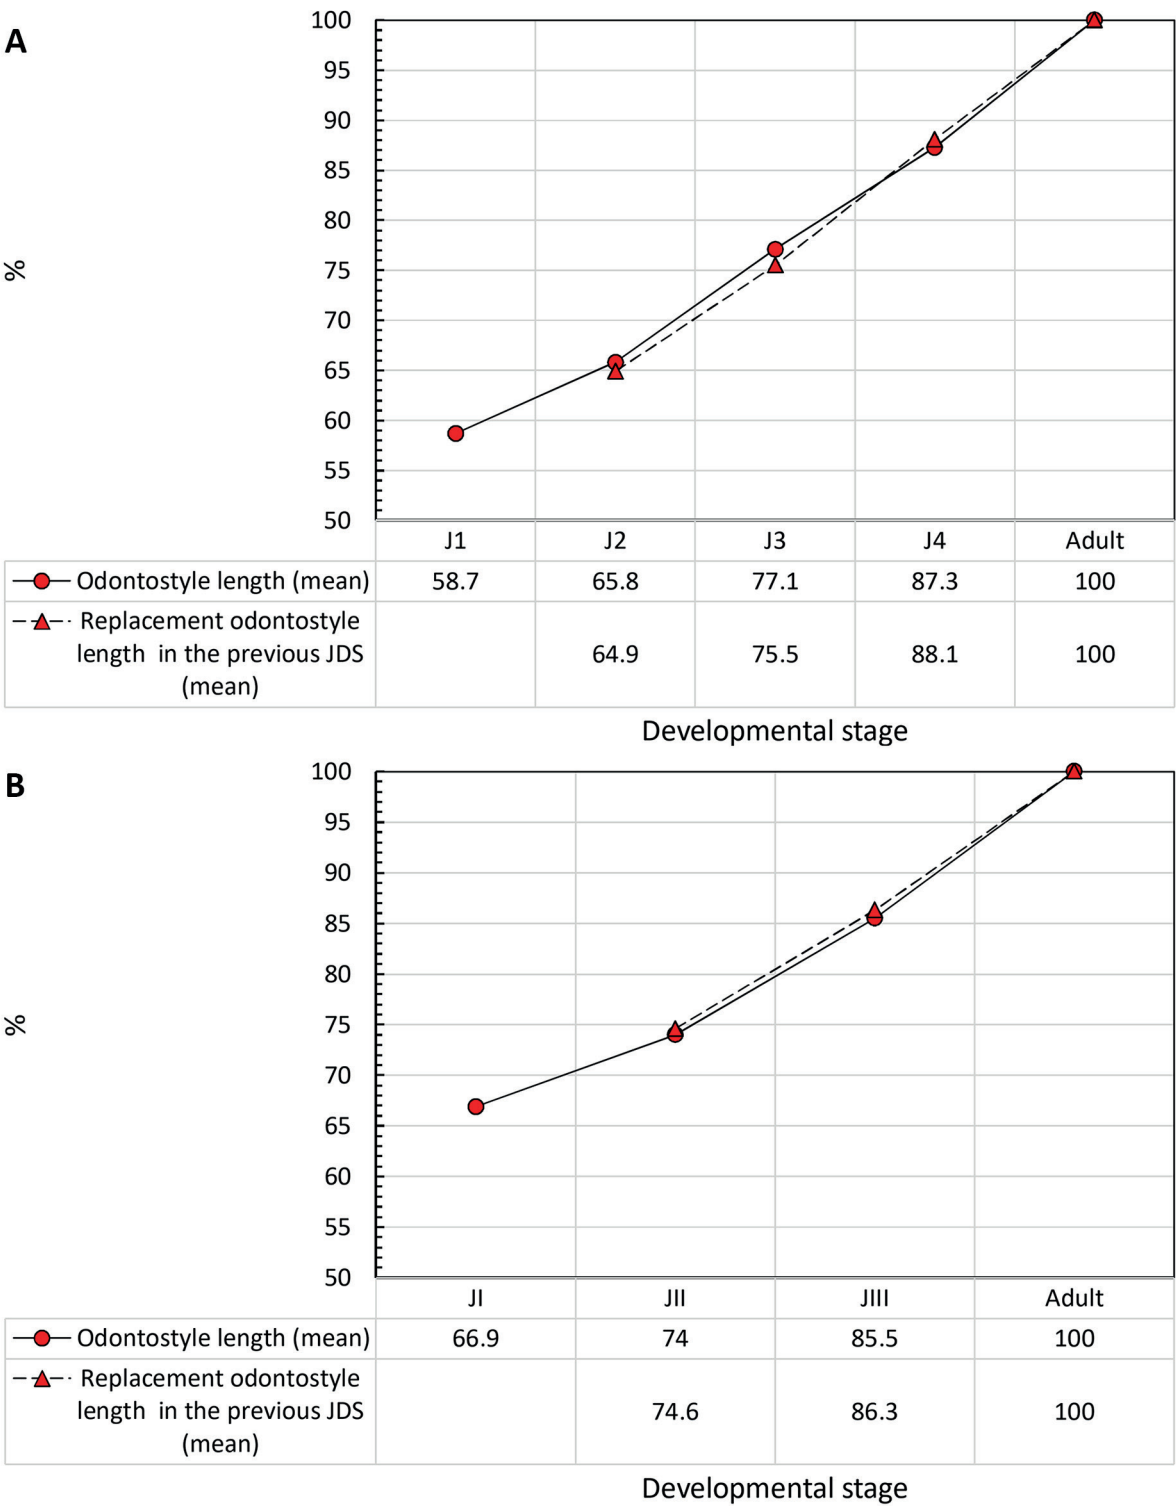 A
100
95
90
85
80
75
70
65
60
55
50
%
J1 J2 J3 J4 Adult
Odontostyle length (mean) 58.7 65.8 77.1 87.3 100
Replacement odontostyle
length in the previous JDS 64.9 75.5 88.1 100
(mean)
Developmental stage
B
100
95
90
85
80
75
70
65
60
55
50
%
JI JII JIII Adult
Odontostyle length (mean) 66.9 74 85.5 100
Replacement odontostyle
length in the previous JDS 74.6 86.3 100
(mean)
Developmental stage